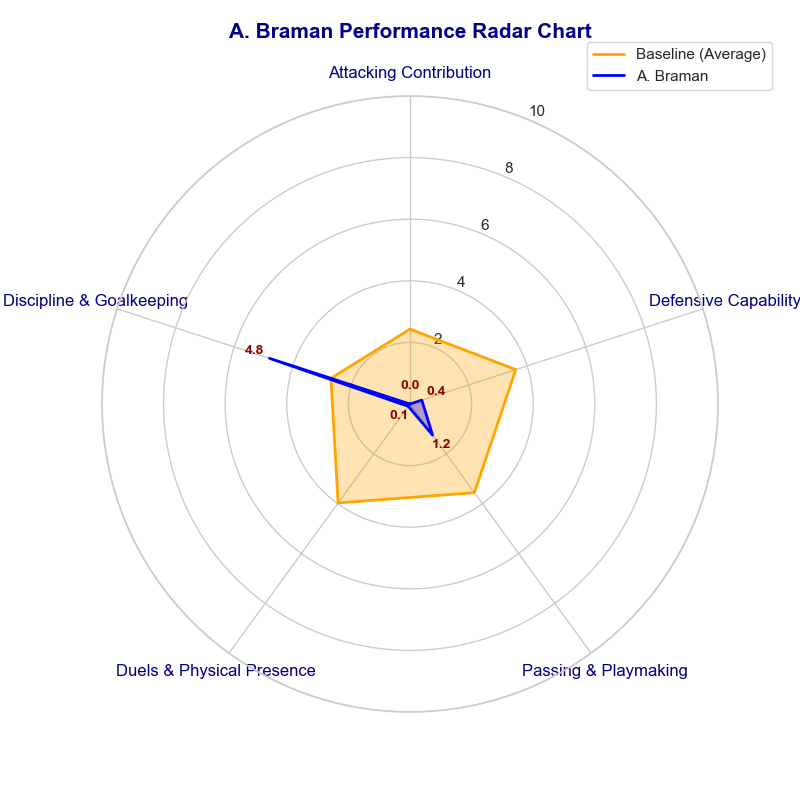 A. Braman Performance Radar Chart
Baseline (Average)
A. Braman
Attacking Contribution
10
8
6
4
2
Discipline & Goalkeeping
Defensive Capability
4.8
0.0
0.4
0.1
1.2
Duels & Physical Presence
Passing & Playmaking